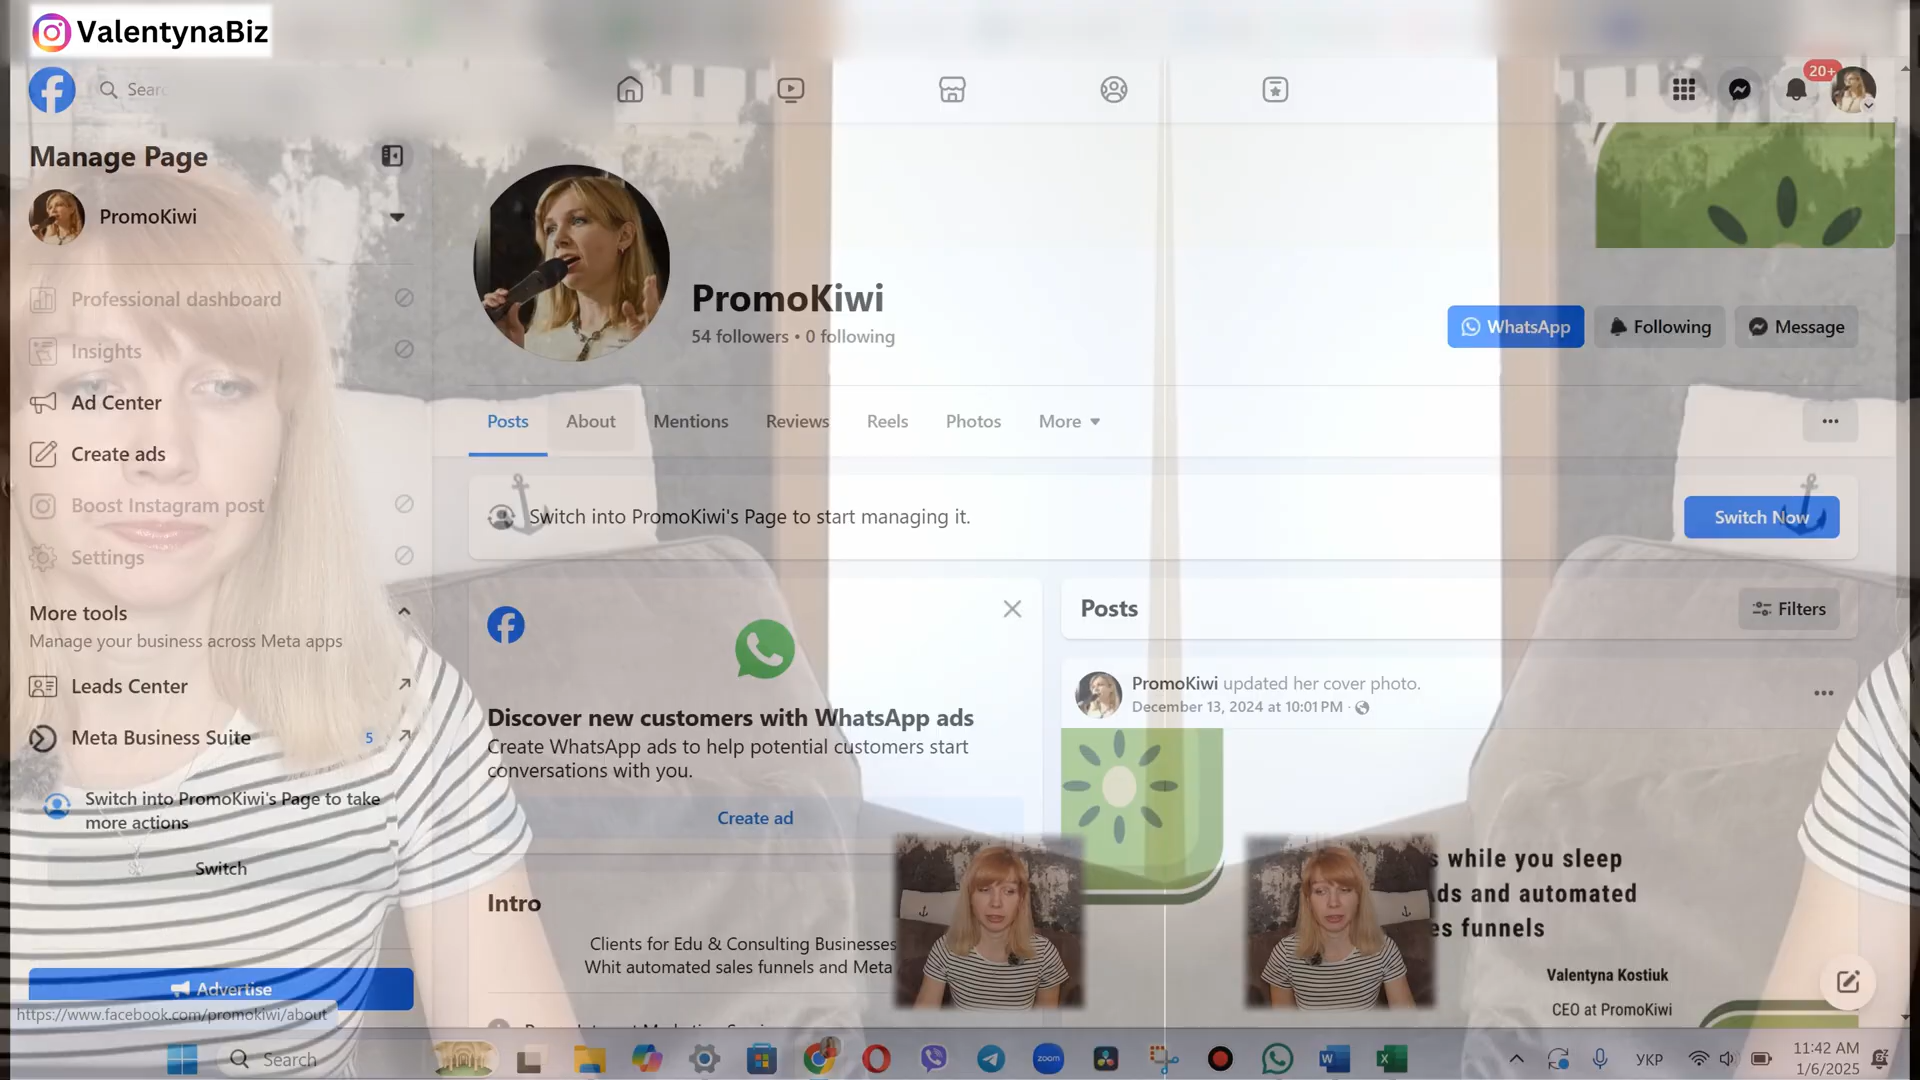 ValentynaBiz
Sear
20+
Manage Page
PromoKiwi
Professional dashboard
Insights
Ad Center
Create ads
Boost Instagram post
Settings
More tools
Manage your business across Meta apps
Leads Center
Meta Business Suite 5
Switch into PromoKiwi's Page to take
more actions
Switch
Advertise
https://www.facebook.com/promokiwi/about
PromoKiwi
54 followers • 0 following
WhatsApp
Following
Message
Posts
About
Mentions
Reviews
Reels
Photos
More
Switch into PromoKiwi's Page to start managing it.
Switch Now
Discover new customers with WhatsApp ads
Create WhatsApp ads to help potential customers start
conversations with you.
Create ad
Intro
Clients for Edu & Consulting Businesses
Whit automated sales funnels and Meta
Posts
Filters
PromoKiwi updated her cover photo.
December 13, 2024 at 10:01 PM ·
s while you sleep
ds and automated
es funnels
Valentyna Kostiuk
CEO at PromoKiwi
Search
zoom
УКР
11:42 AM
1/6/2025